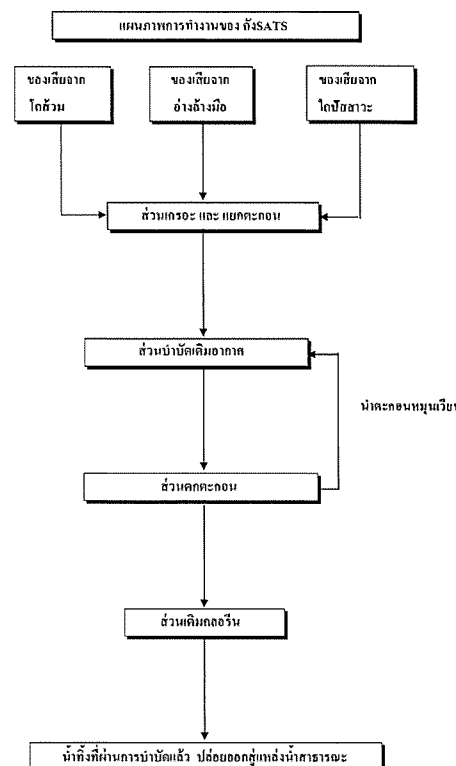 แผนภาพการทำงานของ ถังSATS
ของเสียจาก
โถส้วม
ของเสียจาก
อ่างล้างมือ
ของเสียจาก
โถปัสสาวะ
ส่วนเกรอะ และ แยกตะกอน
ส่วนบำบัดเติมอากาศ
นำตะกอนหมุนเวียน
ส่วนตกตะกอน
ส่วนเติมคลอรีน
น้ำทิ้งที่ผ่านการบำบัดแล้ว ปล่อยออกสู่แหล่งน้ำสาธารณะ